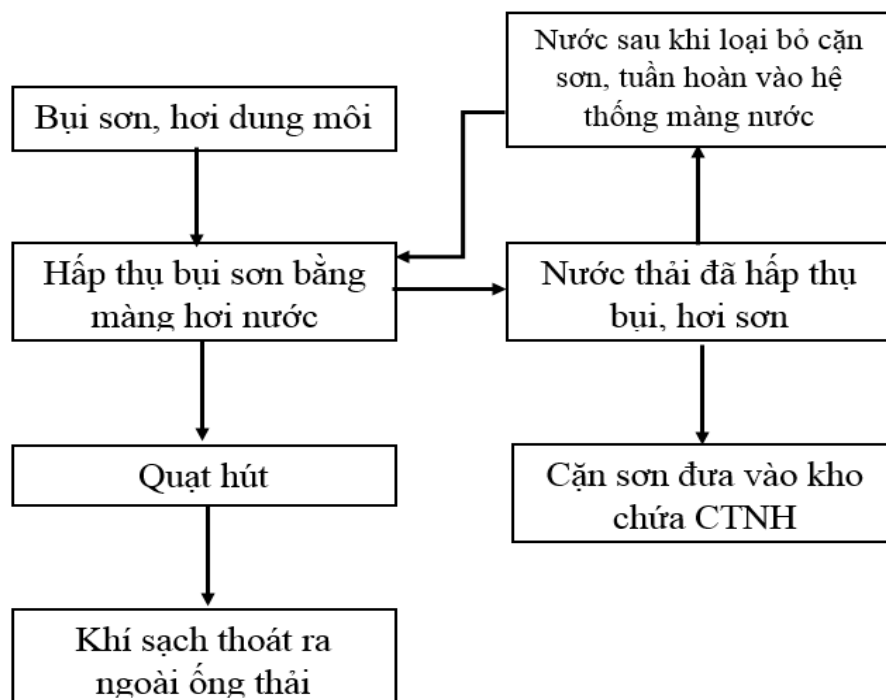 Bụi sơn, hơi dung môi
Nước sau khi loại bỏ cặn
sơn, tuần hoàn vào hệ
thống màng nước
Hấp thụ bụi sơn bằng
màng hơi nước
Nước thải đã hấp thụ
bụi, hơi sơn
Quạt hút
Cặn sơn đưa vào kho
chứa CTNH
Khí sạch thoát ra
ngoài ống thải